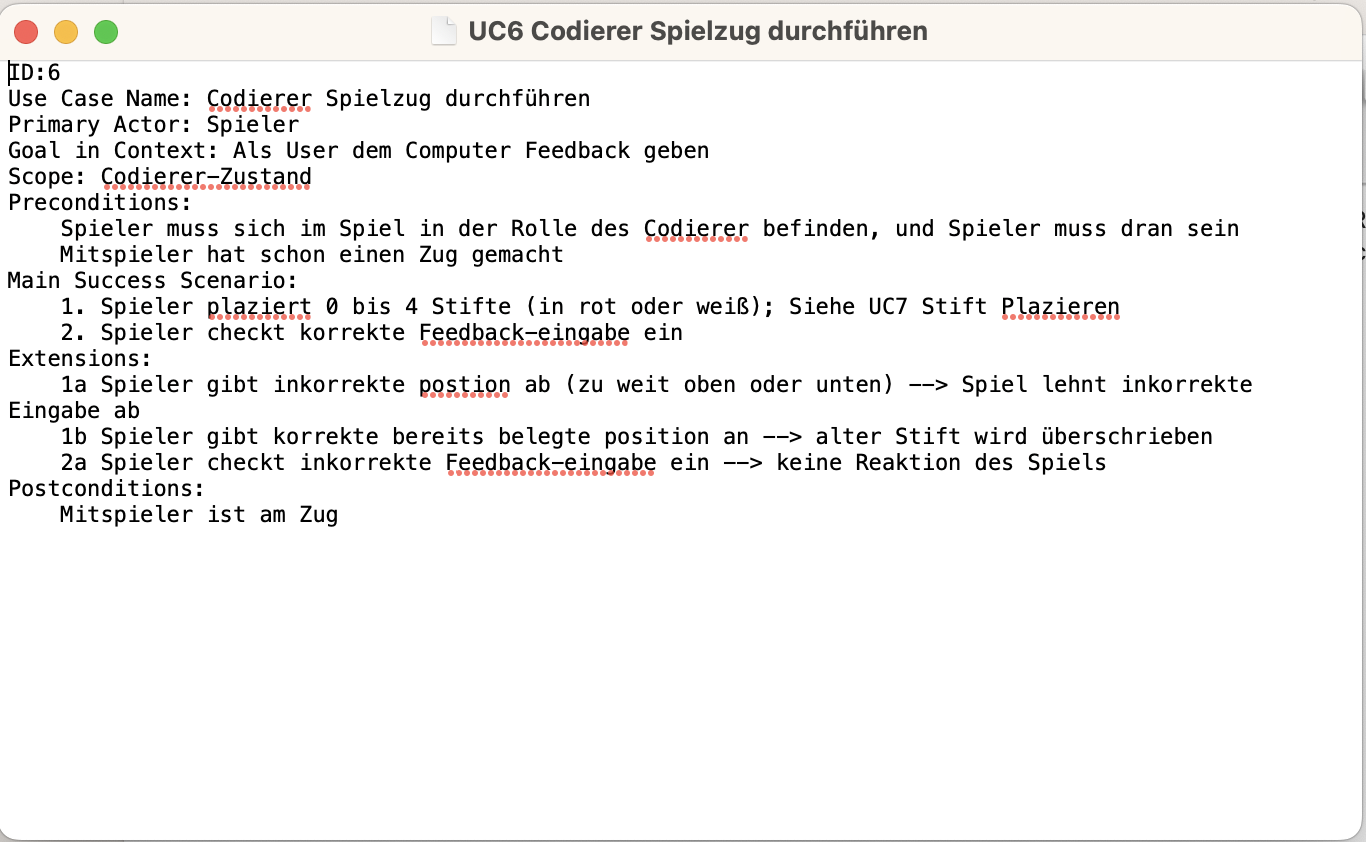 UC6 Codierer Spielzug durchführen
ID:6
Use Case Name: Codierer Spielzug durchführen
Primary Actor: Spieler
Goal in Context: Als User dem Computer Feedback geben
Scope: Codierer-Zustand
Preconditions:
Spieler muss sich im Spiel in der Rolle des Codierer befinden, und Spieler muss dran sein
Mitspieler hat schon einen Zug gemacht
Main Success Scenario:
1. Spieler plaziert 0 bis 4 Stifte (in rot oder weiß); Siehe UC7 Stift Plazieren
2. Spieler checkt korrekte Feedback-eingabe ein
Extensions:
1a Spieler gibt inkorrekte postion ab (zu weit oben oder unten) --> Spiel lehnt inkorrekte
Eingabe ab
1b Spieler gibt korrekte bereits belegte position an --> alter Stift wird überschrieben
2a Spieler checkt inkorrekte Feedback-eingabe ein --> keine Reaktion des Spiels
Postconditions:
Mitspieler ist am Zug